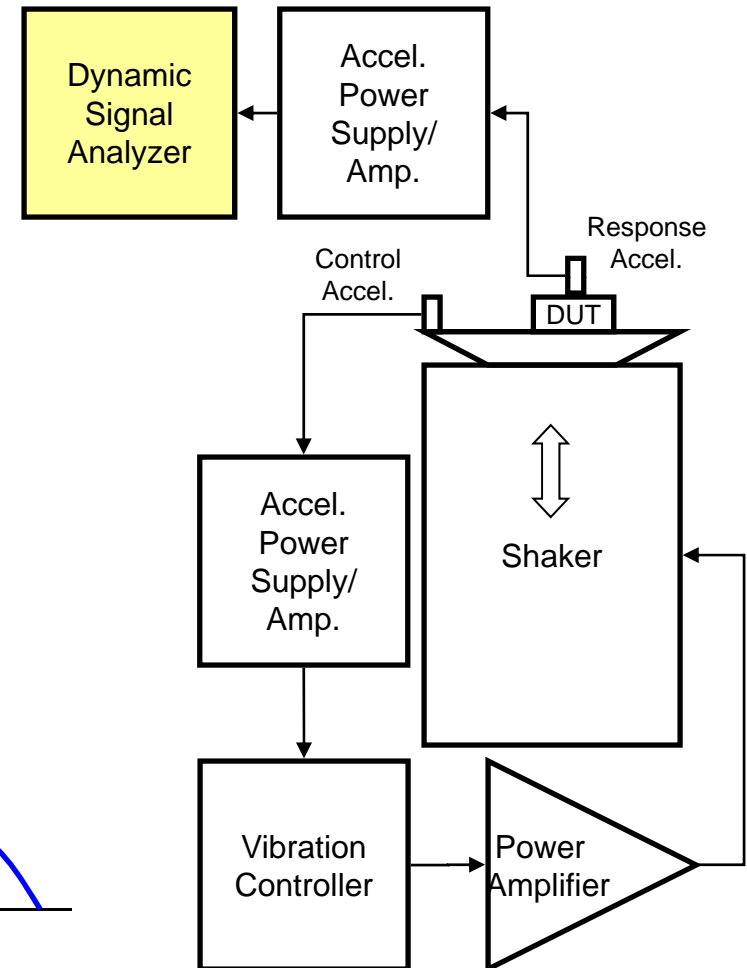 Dynamic
Signal
Analyzer
Accel.
Power
Supply/
Amp.
Response
Accel.
Control
Accel.
DUT
Accel.
Power
Supply/
Amp.
Shaker
Vibration
Controller
Power
Amplifier